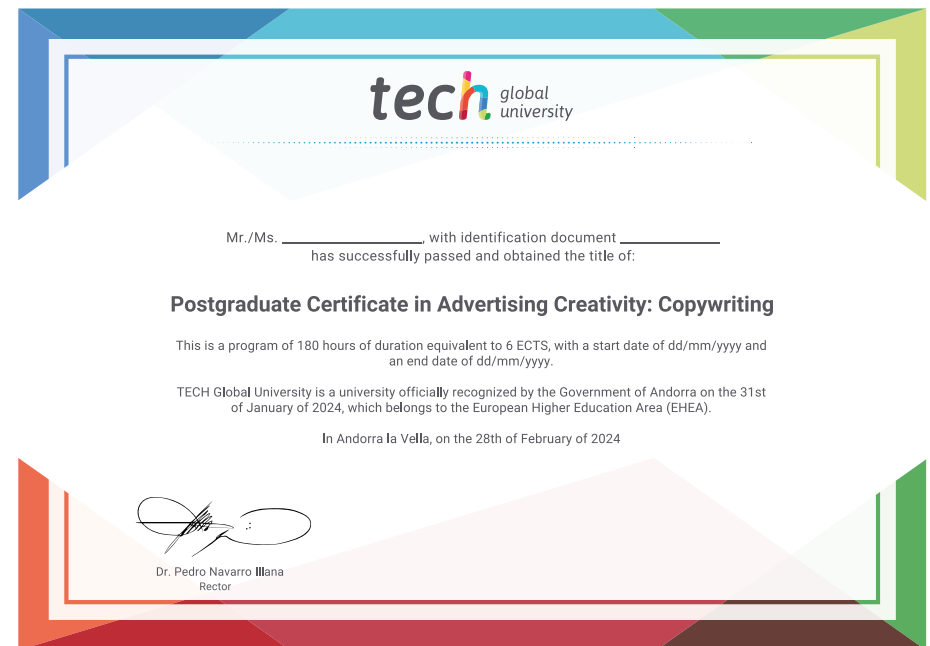 tech global
university
Mr./Ms. ____________________, with identification document ______________
has successfully passed and obtained the title of:
Postgraduate Certificate in Advertising Creativity: Copywriting
This is a program of 180 hours of duration equivalent to 6 ECTS, with a start date of dd/mm/yyyy and
an end date of dd/mm/yyyy.
TECH Global University is a university officially recognized by the Government of Andorra on the 31st
of January of 2024, which belongs to the European Higher Education Area (EHEA).
In Andorra la Vella, on the 28th of February of 2024
Dr. Pedro Navarro Illana
Rector